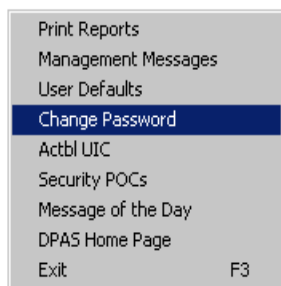 Print Reports
Management Messages
User Defaults
Change Password
Actbl UIC
Security POCs
Message of the Day
DPAS Home Page
Exit F3